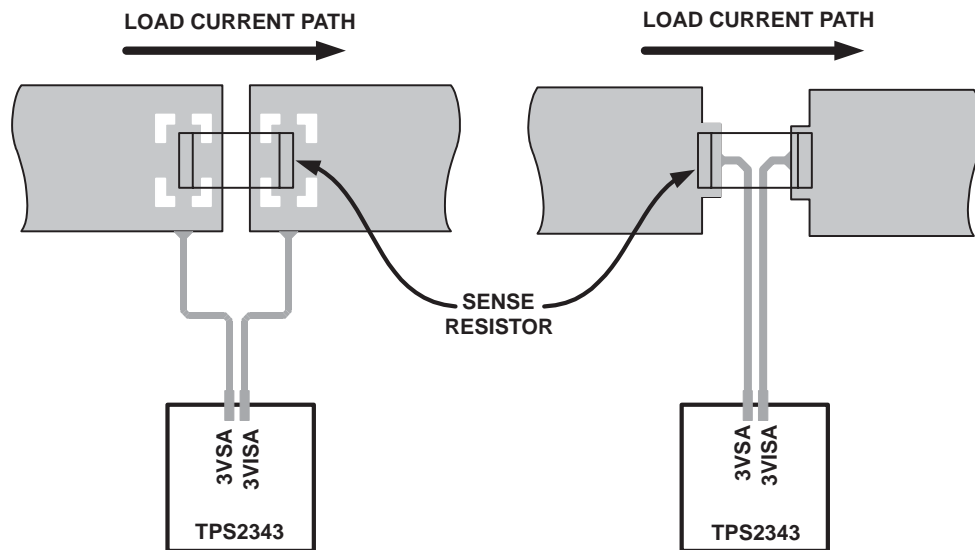 LOAD CURRENT PATH
LOAD CURRENT PATH
SENSE
RESISTOR
3VSA
3VISA
TPS2343
3VSA
3VISA
TPS2343